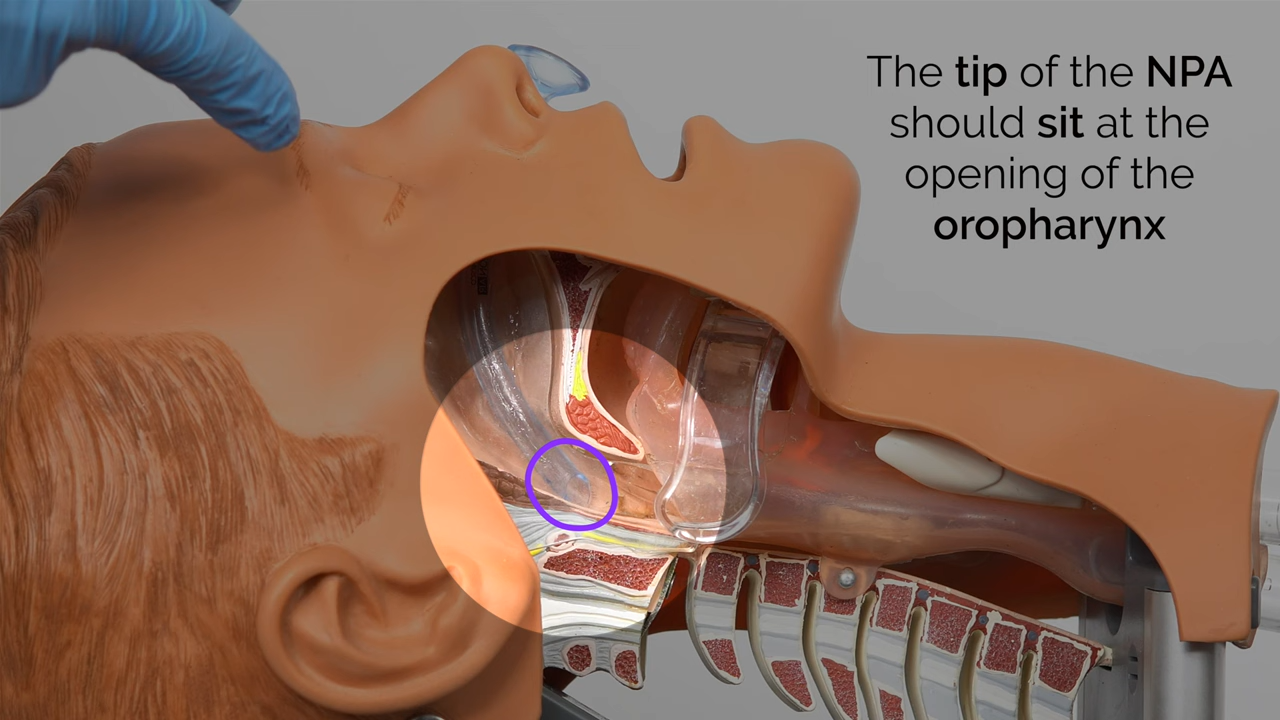 The tip of the NPA
should sit at the
opening of the
oropharynx